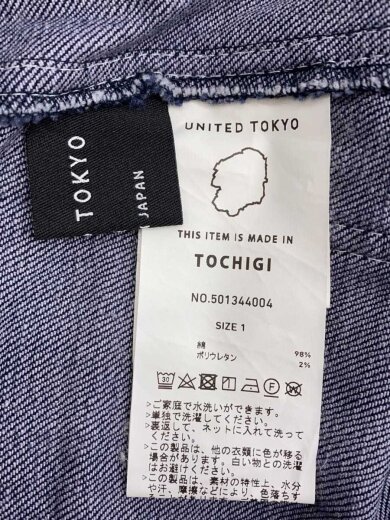 TOKYO
JAPAN
UNITED TOKYO
THIS ITEM IS MADE IN
TOCHIGI
NO.501344004
SIZE 1
綿 98%
ポリウレタン 2%
30
>ご家庭で水洗いができます。
>単独で洗濯してください。
>裏返して、ネットに入れて洗って
ください。
>この製品は、他の衣類に色が移る
場合があります。白い物との洗濯
はお避けください。
>この製品は、素材の特性上、水分
や汗、摩擦などにより、色落ちす